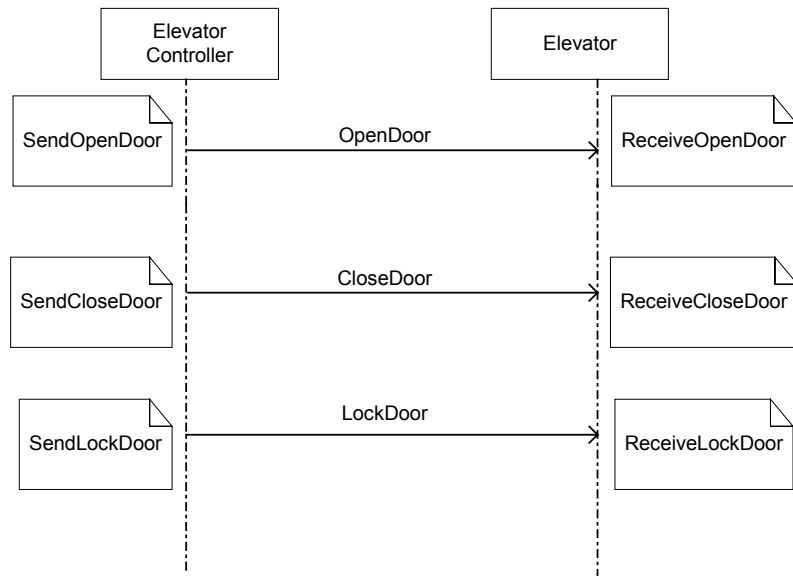 Elevator
Controller
Elevator
SendOpenDoor
OpenDoor
ReceiveOpenDoor
SendCloseDoor
CloseDoor
ReceiveCloseDoor
SendLockDoor
LockDoor
ReceiveLockDoor